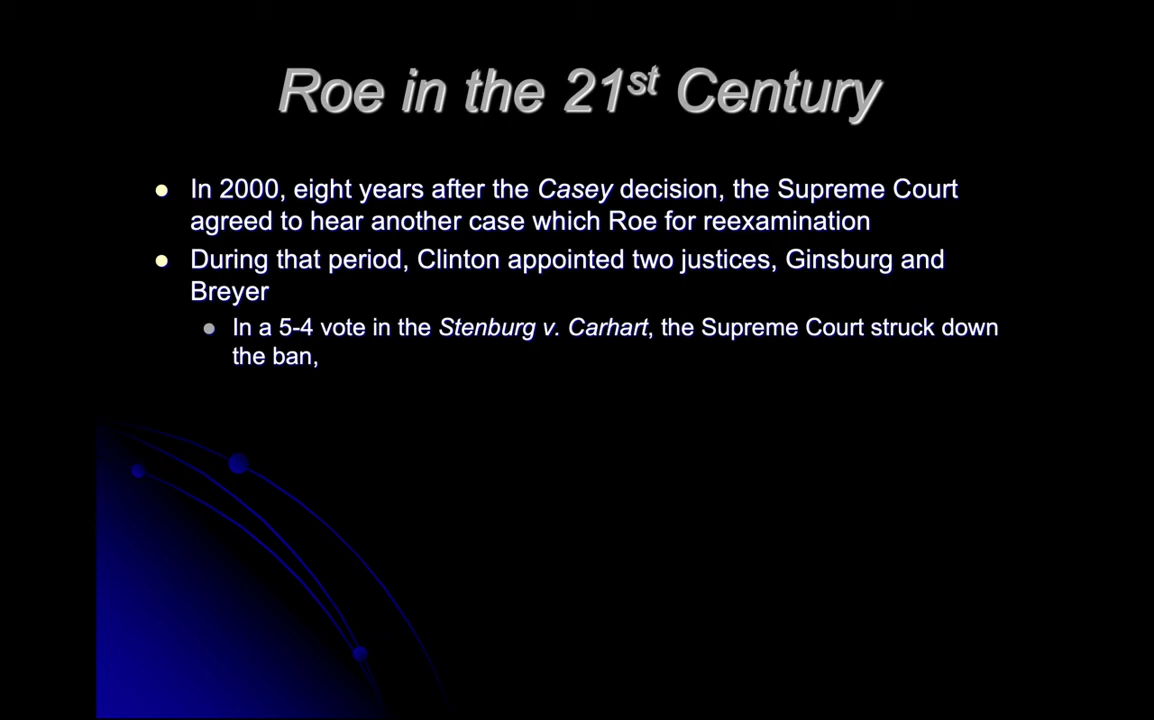 Roe in the 21st Century
In 2000, eight years after the Casey decision, the Supreme Court
agreed to hear another case which Roe for reexamination
During that period, Clinton appointed two justices, Ginsburg and
Breyer
In a 5-4 vote in the Stenburg v. Carhart, the Supreme Court struck down
the ban,